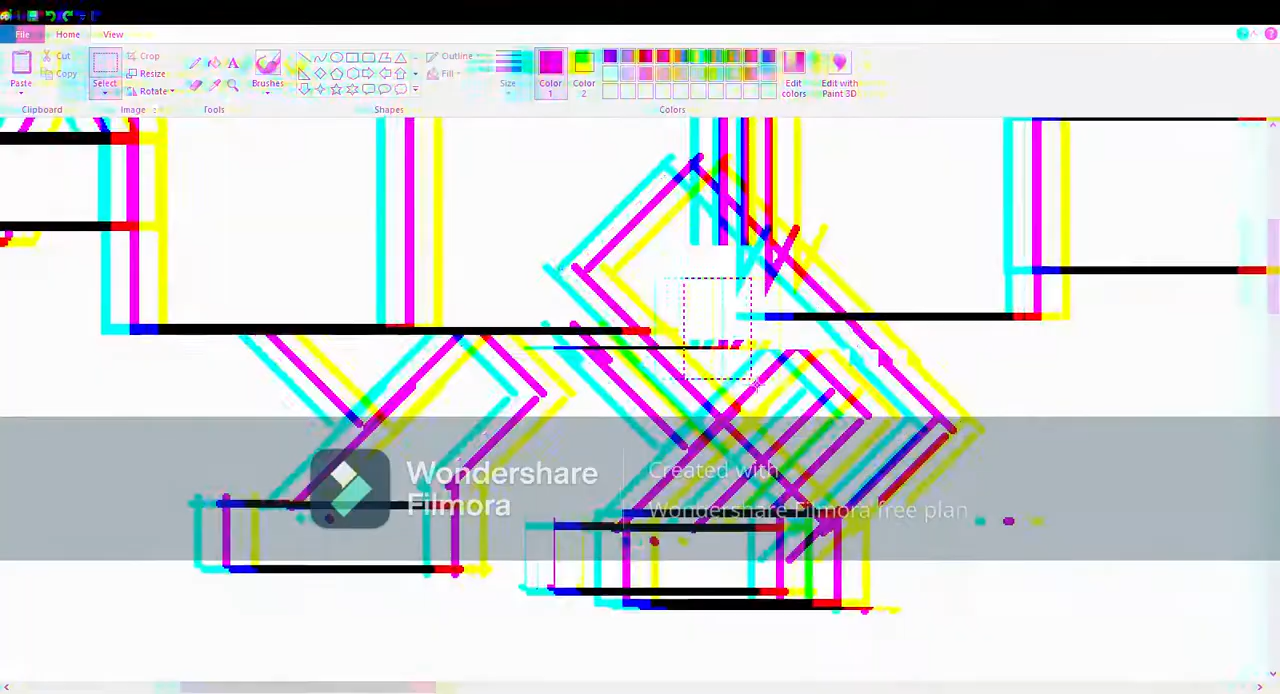 File Home View
Paste Cut Copy Select Crop Resize Rotate Brushes Outline Fill Size Color 1 Color 2 Edit colors Edit with Paint 3D
Clipboard Image Tools Shapes Colors
Wondershare Filmora
Created with
Wondershare Filmora free plan